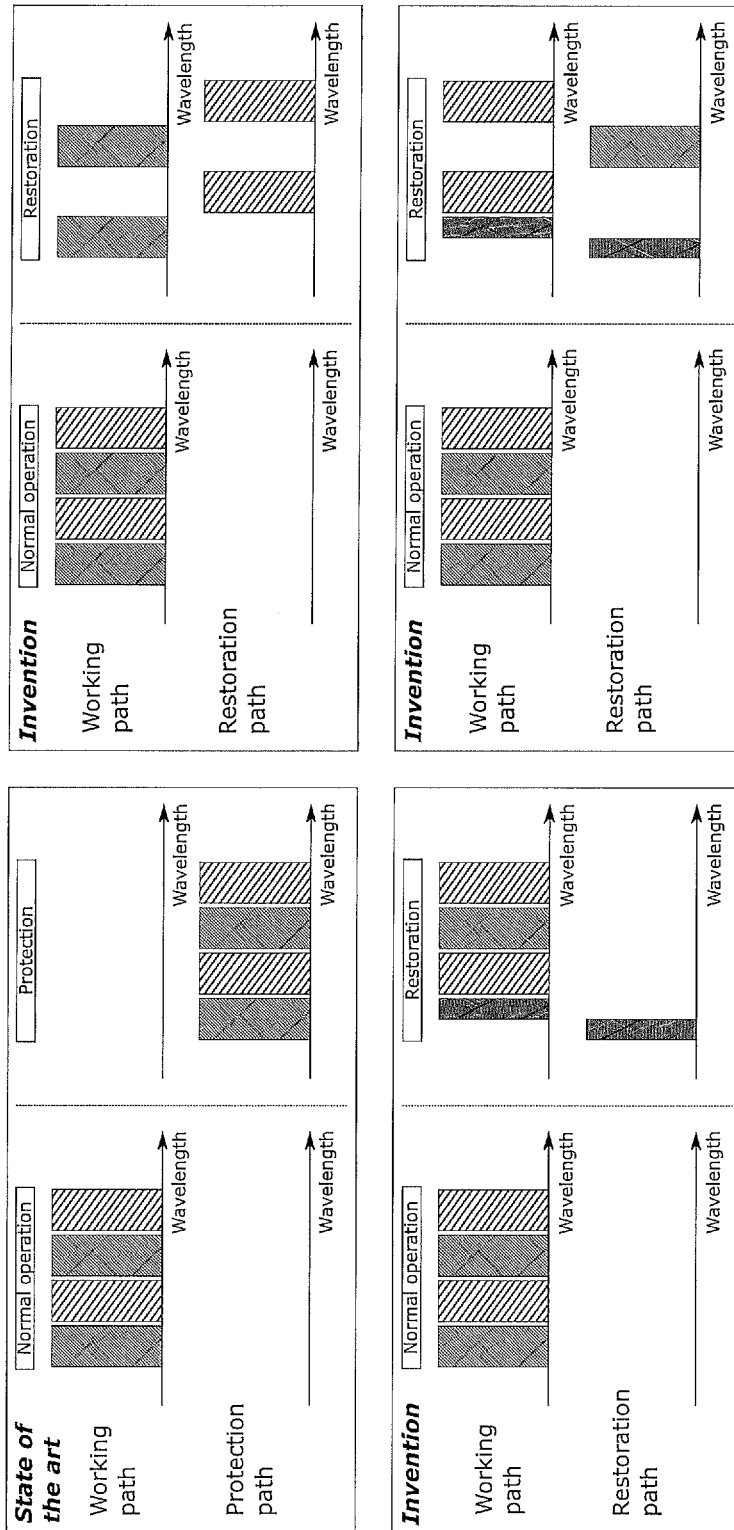 State of
the art
Normal operation
Protection
Working
path
Wavelength
Wavelength
Protection
path
Wavelength
Wavelength
Invention
Normal operation
Restoration
Working
path
Wavelength
Wavelength
Restoration
path
Wavelength
Wavelength
Invention
Normal operation
Restoration
Working
path
Wavelength
Wavelength
Restoration
path
Wavelength
Wavelength
Invention
Normal operation
Restoration
Working
path
Wavelength
Wavelength
Restoration
path
Wavelength
Wavelength